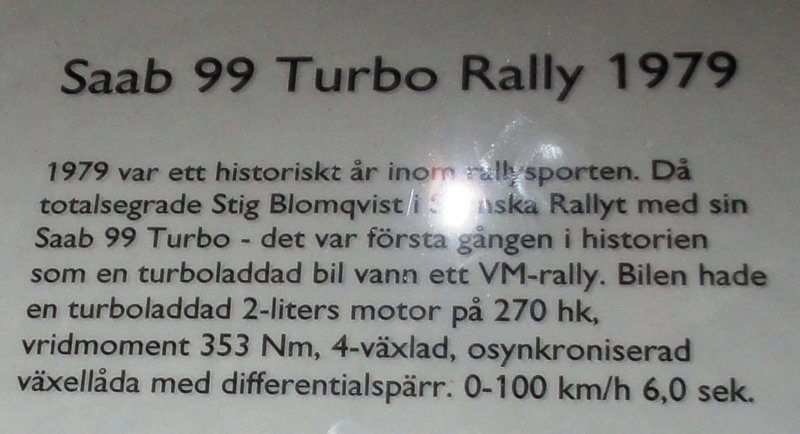 Saab 99 Turbo Rally 1979
1979 var ett historiskt år inom rallysporten. Då
totalsegrade Stig Blomqvist i Svenska Rallyt med sin
Saab 99 Turbo - det var första gången i historien
som en turboladdad bil vann ett VM-rally. Bilen hade
en turboladdad 2-liters motor på 270 hk,
vridmoment 353 Nm, 4-växlad, osynkroniserad
växellåda med differentialspärr. 0-100 km/h 6,0 sek.